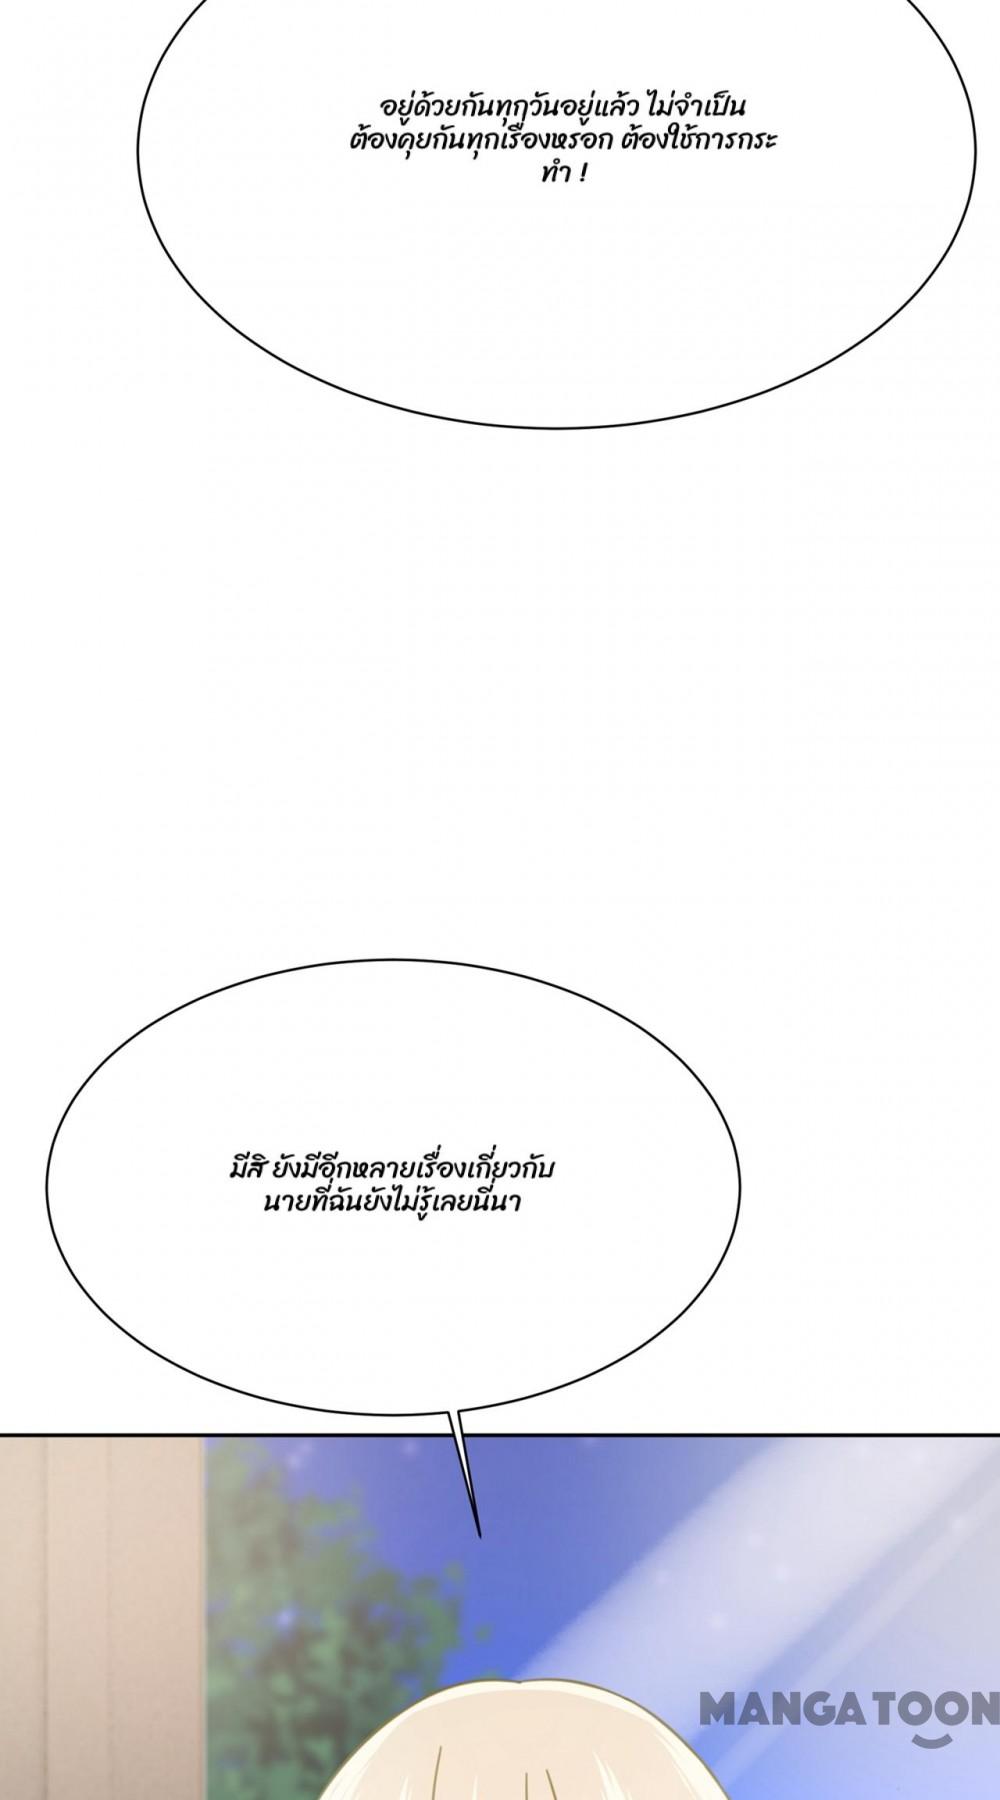 อยู่ด้วยกันทุกวันอยู่แล้ว ไม่จำเป็น
ต้องคุยกันทุกเรื่องหรอก ต้องใช้การกระ
ทำ !
มีสิ ยังมีอีกหลายเรื่องเกี่ยวกับ
นายที่ฉันยังไม่รู้เลยนี่นา
MANGATOON